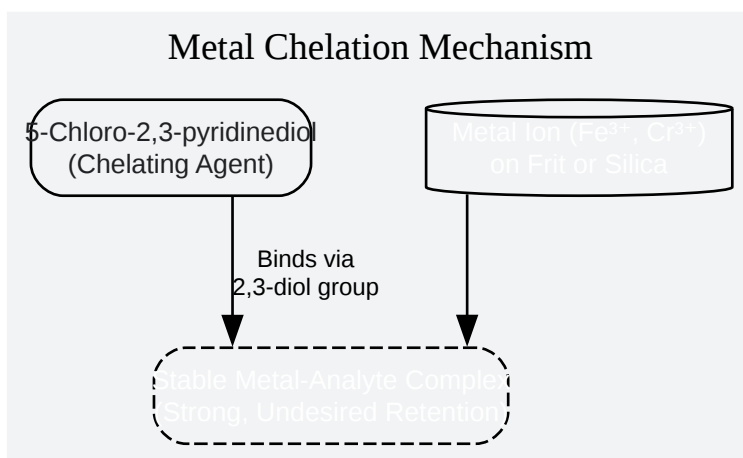 Metal Chelation Mechanism
5-Chloro-2,3-pyridinediol
(Chelating Agent)
Metal Ion (Fe³⁺, Cr³⁺)
on Frit or Silica
Binds via
2,3-diol group
Stable Metal-Analyte Complex
(Strong, Undesired Retention)